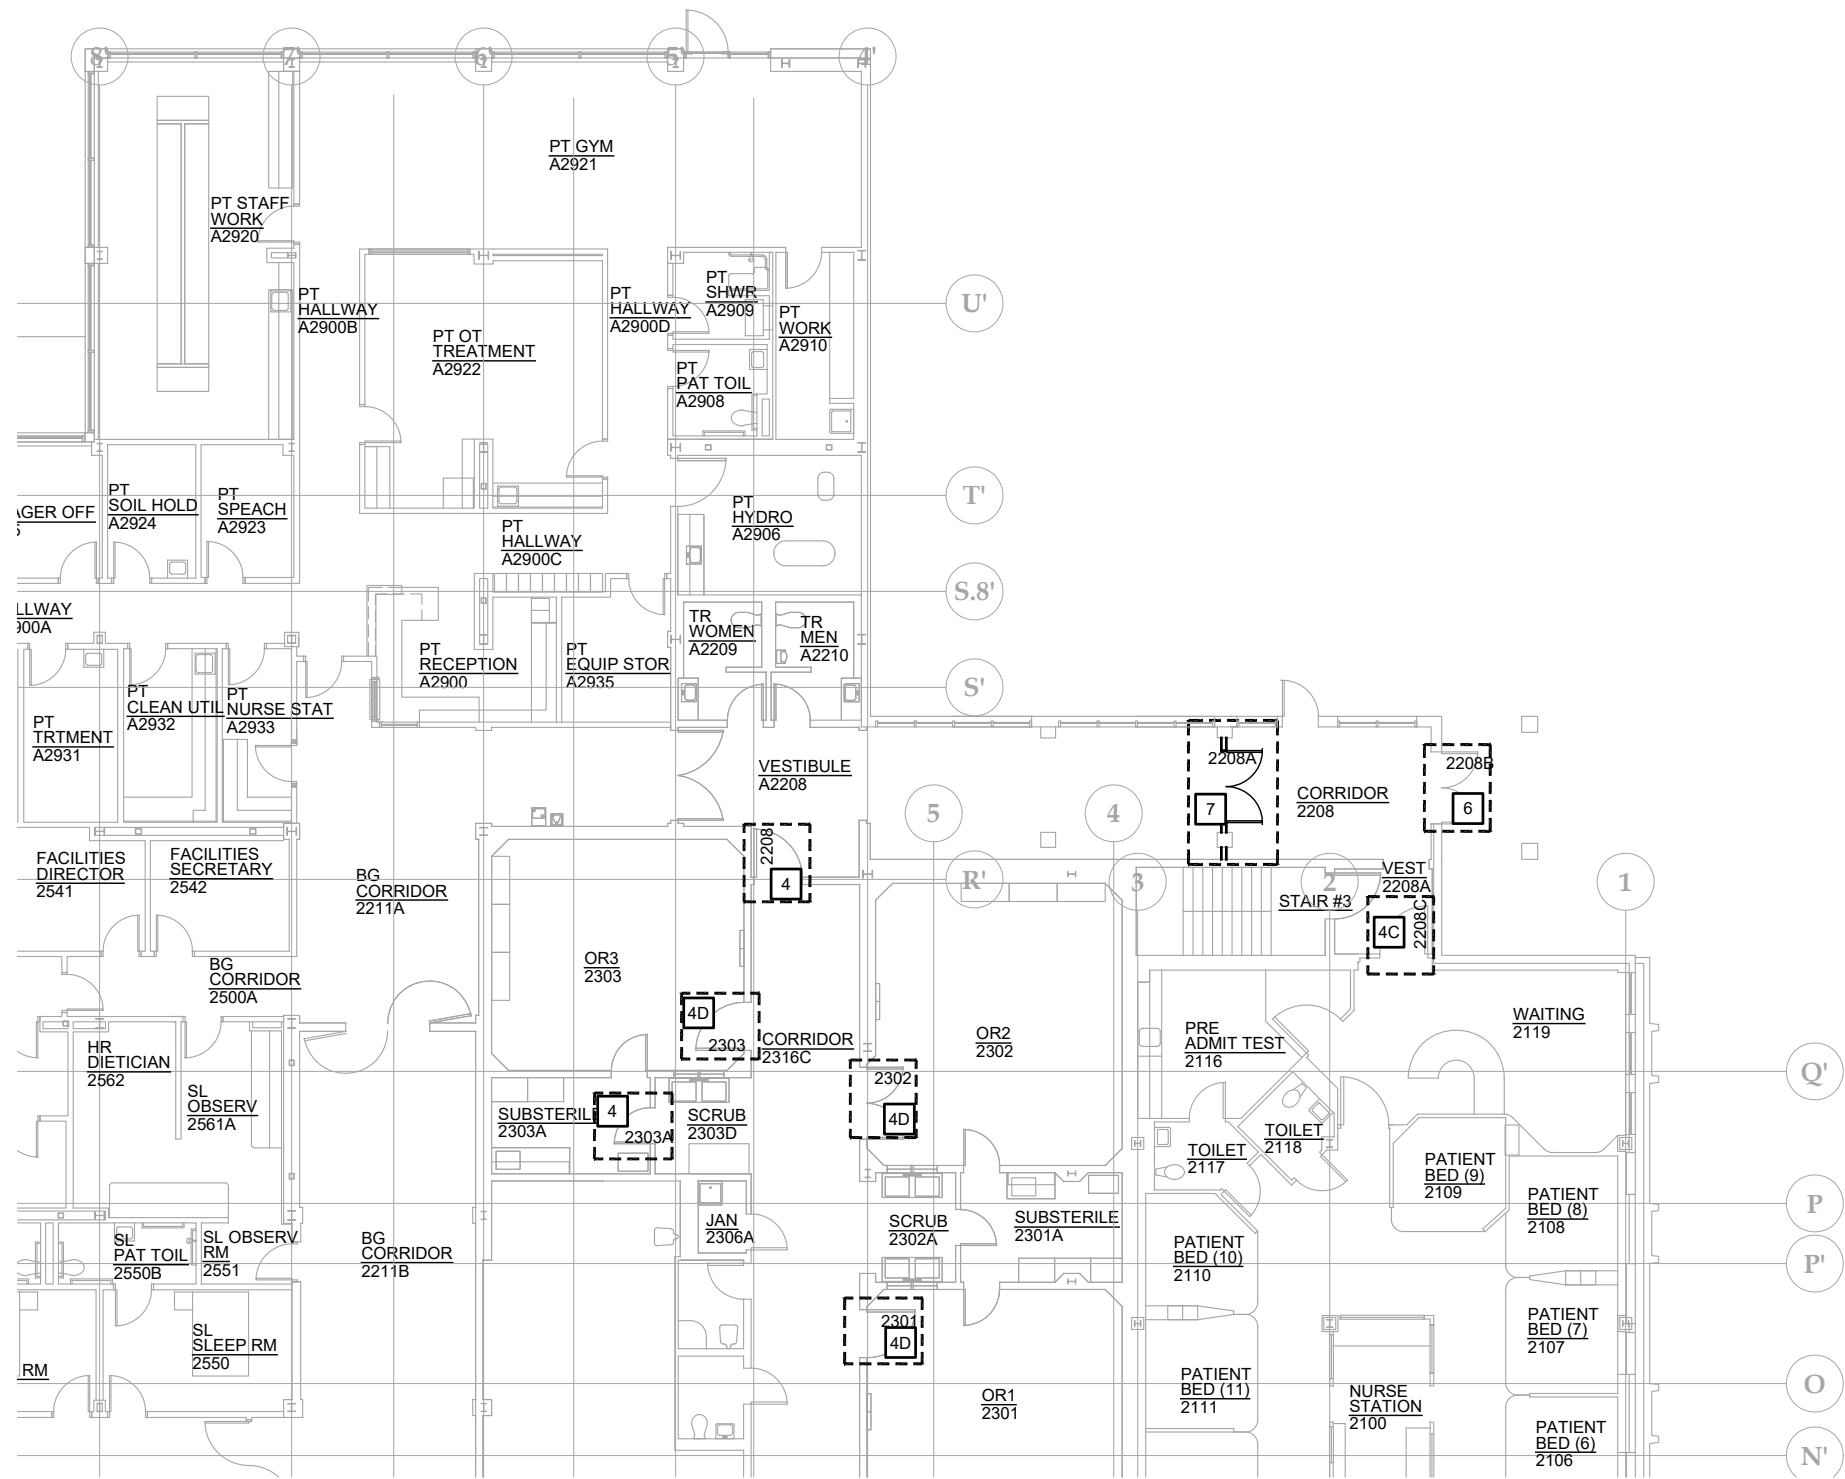 8'
7'
6'
5'
4'
PT GYM
A2921
PT STAFF
WORK
A2920
PT
HALLWAY
A2900B
PT OT
TREATMENT
A2922
PT
HALLWAY
A2900D
PT
SHWR
A2909
PT
WORK
A2910
PT
PAT TOIL
A2908
U'
AGER OFF
PT
SOIL HOLD
A2924
PT
SPEACH
A2923
PT
HYDRO
A2906
T'
PT
HALLWAY
A2900C
S.8'
LLWAY
900A
TR
WOMEN
A2209
TR
MEN
A2210
PT
RECEPTION
A2900
PT
EQUIP STOR
A2935
S'
PT
CLEAN UTIL
A2932
PT
NURSE STAT
A2933
PT
TRTMENT
A2931
VESTIBULE
A2208
2208A
7
CORRIDOR
2208
2208B
6
5
4
2208
4
FACILITIES
DIRECTOR
2541
FACILITIES
SECRETARY
2542
BG
CORRIDOR
2211A
R'
3
2
1
VEST
2208A
STAIR #3
4C
2208C
OR3
2303
BG
CORRIDOR
2500A
4D
2303
CORRIDOR
2316C
OR2
2302
PRE
ADMIT TEST
2116
WAITING
2119
HR
DIETICIAN
2562
SL
OBSERV
2561A
2302
4D
Q'
SUBSTERIL
2303A
4
2303A
SCRUB
2303D
TOILET
2117
TOILET
2118
PATIENT
BED (9)
2109
PATIENT
BED (8)
2108
P
JAN
2306A
SCRUB
2302A
SUBSTERILE
2301A
SL
PAT TOIL
2550B
SL OBSERV
RM
2551
BG
CORRIDOR
2211B
PATIENT
BED (10)
2110
P'
2301
4D
PATIENT
BED (7)
2107
SL
SLEEP RM
2550
RM
OR1
2301
PATIENT
BED (11)
2111
NURSE
STATION
2100
O
PATIENT
BED (6)
2106
N'